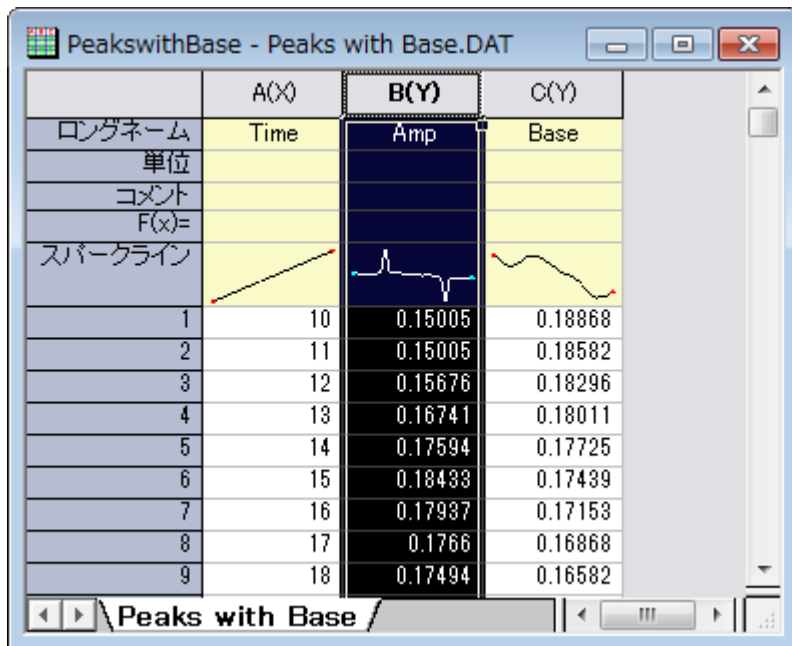 PeakswithBase - Peaks with Base.DAT
A(X) B(Y) C(Y)
ロングネーム Time Amp Base
単位
コメント
F(x)=
スパークライン
1 10 0.15005 0.18868
2 11 0.15005 0.18582
3 12 0.15676 0.18296
4 13 0.16741 0.18011
5 14 0.17594 0.17725
6 15 0.18433 0.17439
7 16 0.17937 0.17153
8 17 0.1766 0.16868
9 18 0.17494 0.16582
Peaks with Base